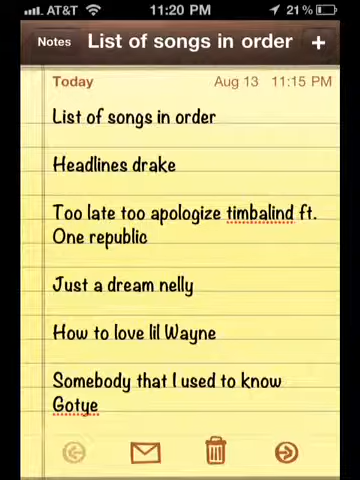 AT&T 11:20 PM 21%
Notes List of songs in order +
Today Aug 13 11:15 PM
List of songs in order
Headlines drake
Too late too apologize timbalind ft.
One republic
Just a dream nelly
How to love lil Wayne
Somebody that I used to know
Gotye